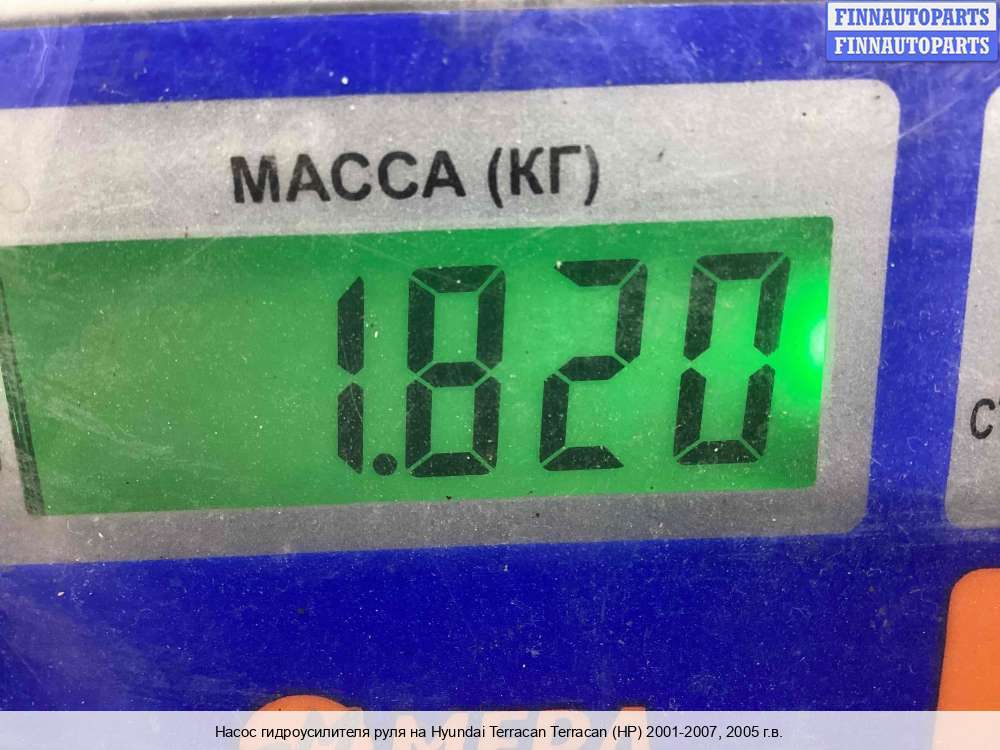 FINNAUTOPARTS
FINNAUTOPARTS
МАССА (КГ)
1.820
Насос гидроусилителя руля на Hyundai Terracan Terracan (HP) 2001-2007, 2005 г.в.